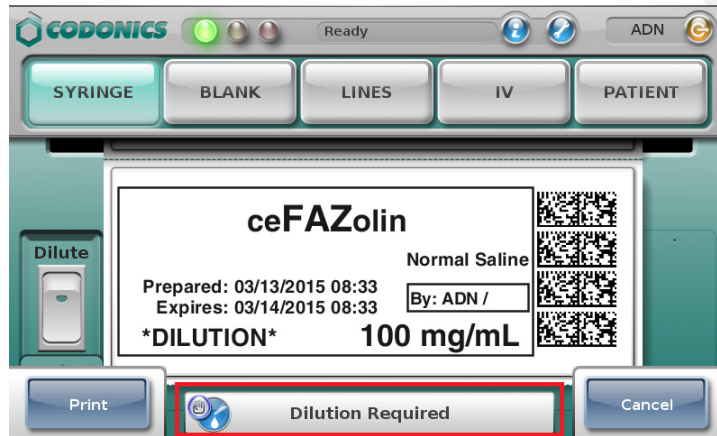 CODONICS Ready ADN
SYRINGE BLANK LINES IV PATIENT
ceFAZolin
Dilute
Normal Saline
Prepared: 03/13/2015 08:33
Expires: 03/14/2015 08:33
By: ADN /
*DILUTION* 100 mg/mL
Print Dilution Required Cancel